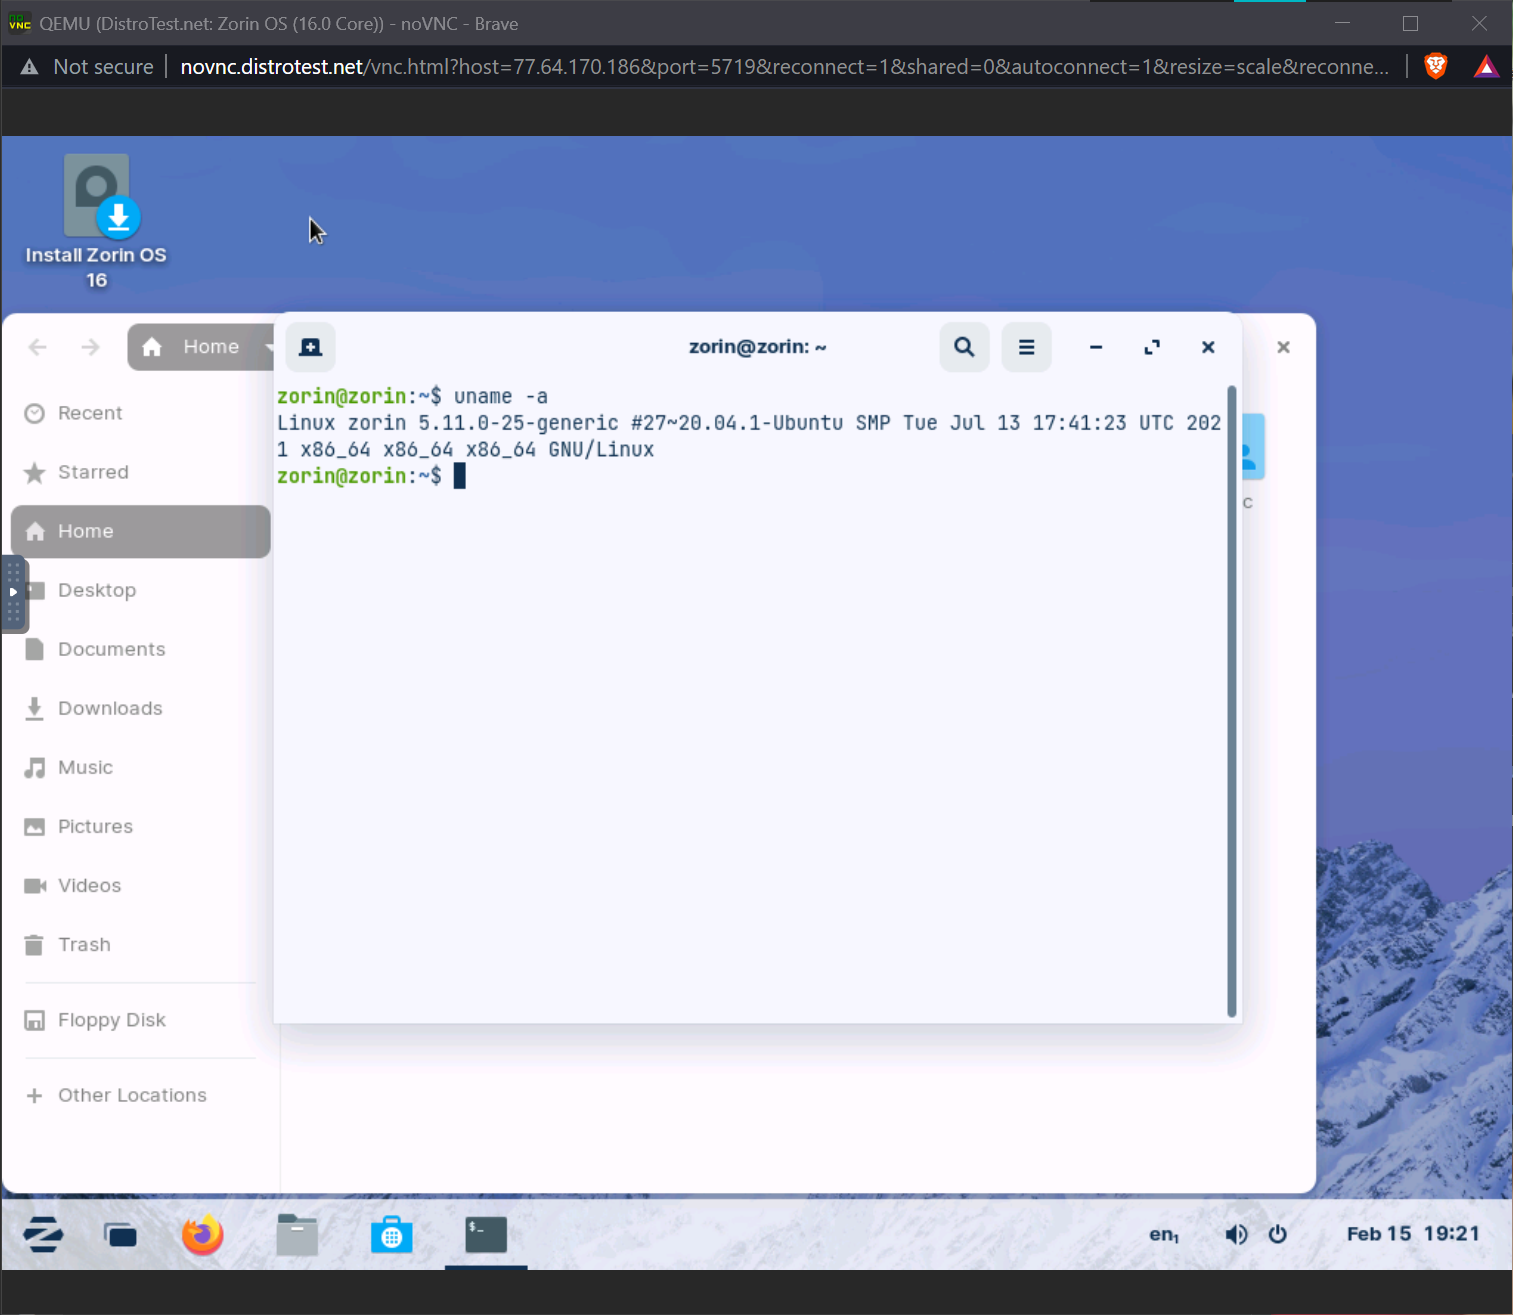 QEMU (DistroTest.net: Zorin OS (16.0 Core)) - noVNC - Brave
Not secure
novnc.distrotest.net/vnc.html?host=77.64.170.186&port=5719&reconnect=1&shared=0&autoconnect=1&resize=scale&reconne...
Install Zorin OS
16
Home
zorin@zorin: ~
Recent
Starred
Home
Desktop
Documents
Downloads
Music
Pictures
Videos
Trash
Floppy Disk
Other Locations
zorin@zorin:~$ uname -a
Linux zorin 5.11.0-25-generic #27~20.04.1-Ubuntu SMP Tue Jul 13 17:41:23 UTC 202
1 x86_64 x86_64 x86_64 GNU/Linux
zorin@zorin:~$
c
$_
en₁
Feb 15 19:21